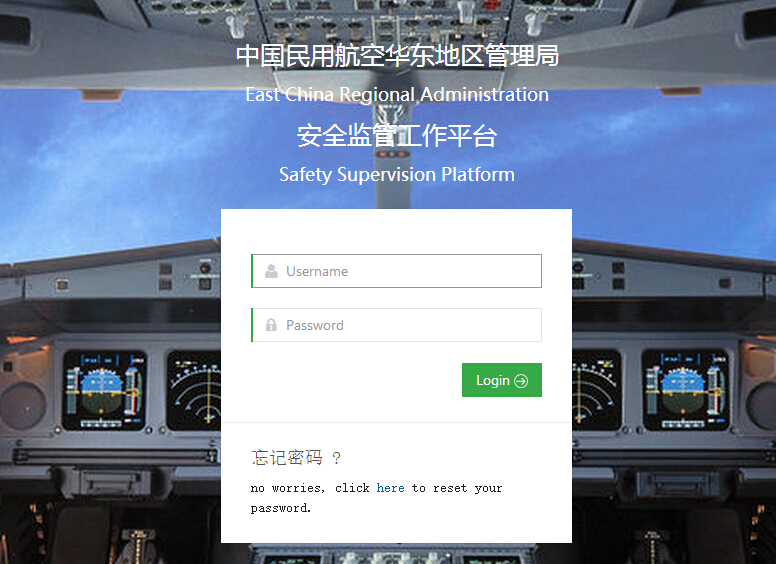 中国民用航空华东地区管理局
East China Regional Administration
安全监管工作平台
Safety Supervision Platform
Username
Password
Login
忘记密码 ？
no worries, click here to reset your
password.